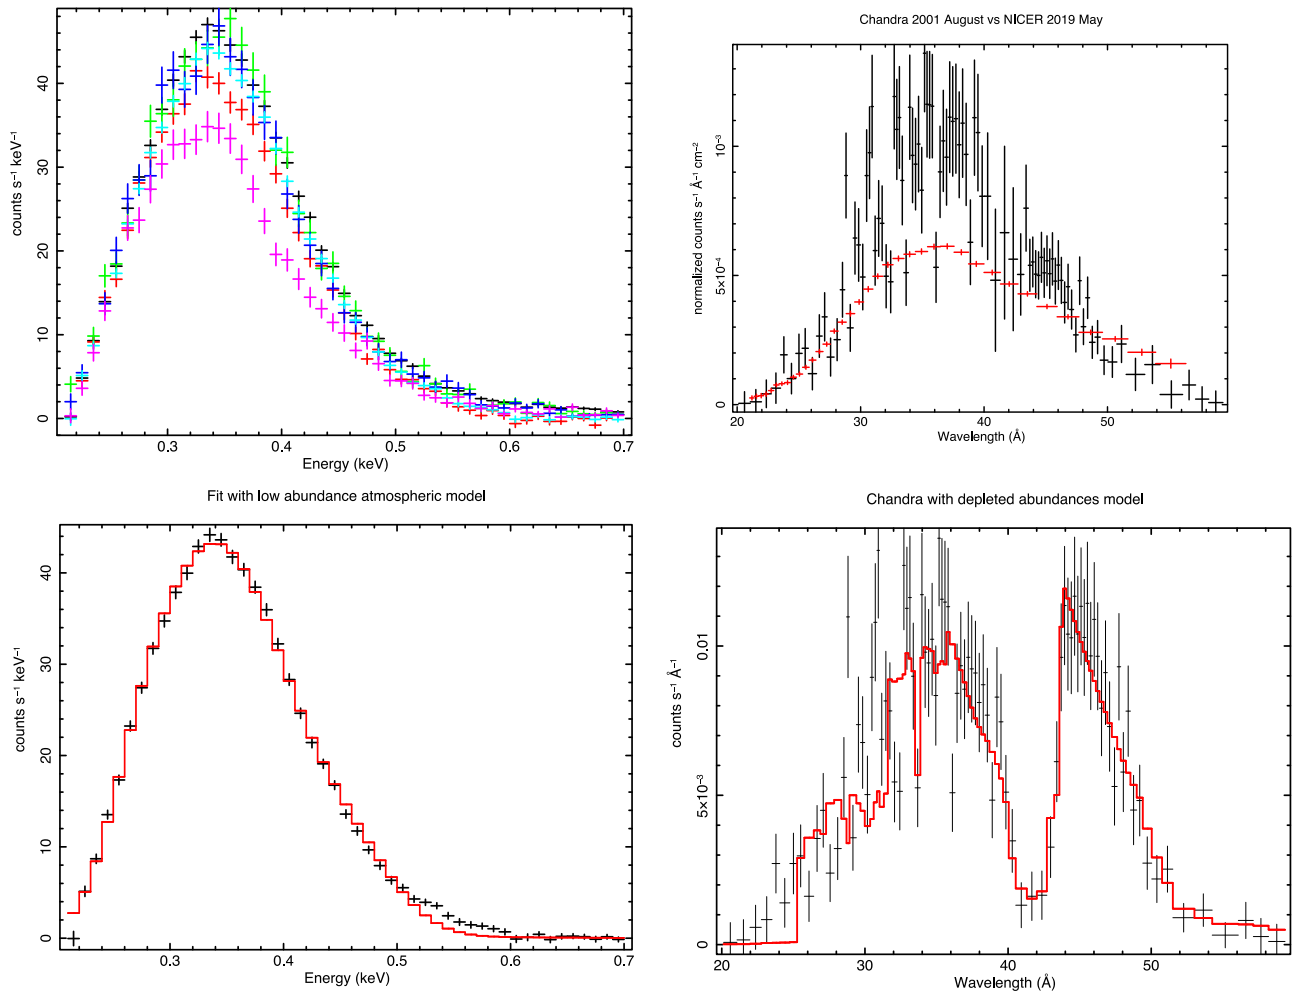 counts s⁻¹ keV⁻¹
0 10 20 30 40
0.3 0.4 0.5 0.6 0.7
Energy (keV)
Chandra 2001 August vs NICER 2019 May
normalized counts s⁻¹ Å⁻¹ cm⁻²
0 5×10⁻⁴ 10⁻³
20 30 40 50
Wavelength (Å)
Fit with low abundance atmospheric model
counts s⁻¹ keV⁻¹
0 10 20 30 40
0.3 0.4 0.5 0.6 0.7
Energy (keV)
Chandra with depleted abundances model
counts s⁻¹ Å⁻¹
0 5×10⁻³ 0.01
20 30 40 50
Wavelength (Å)